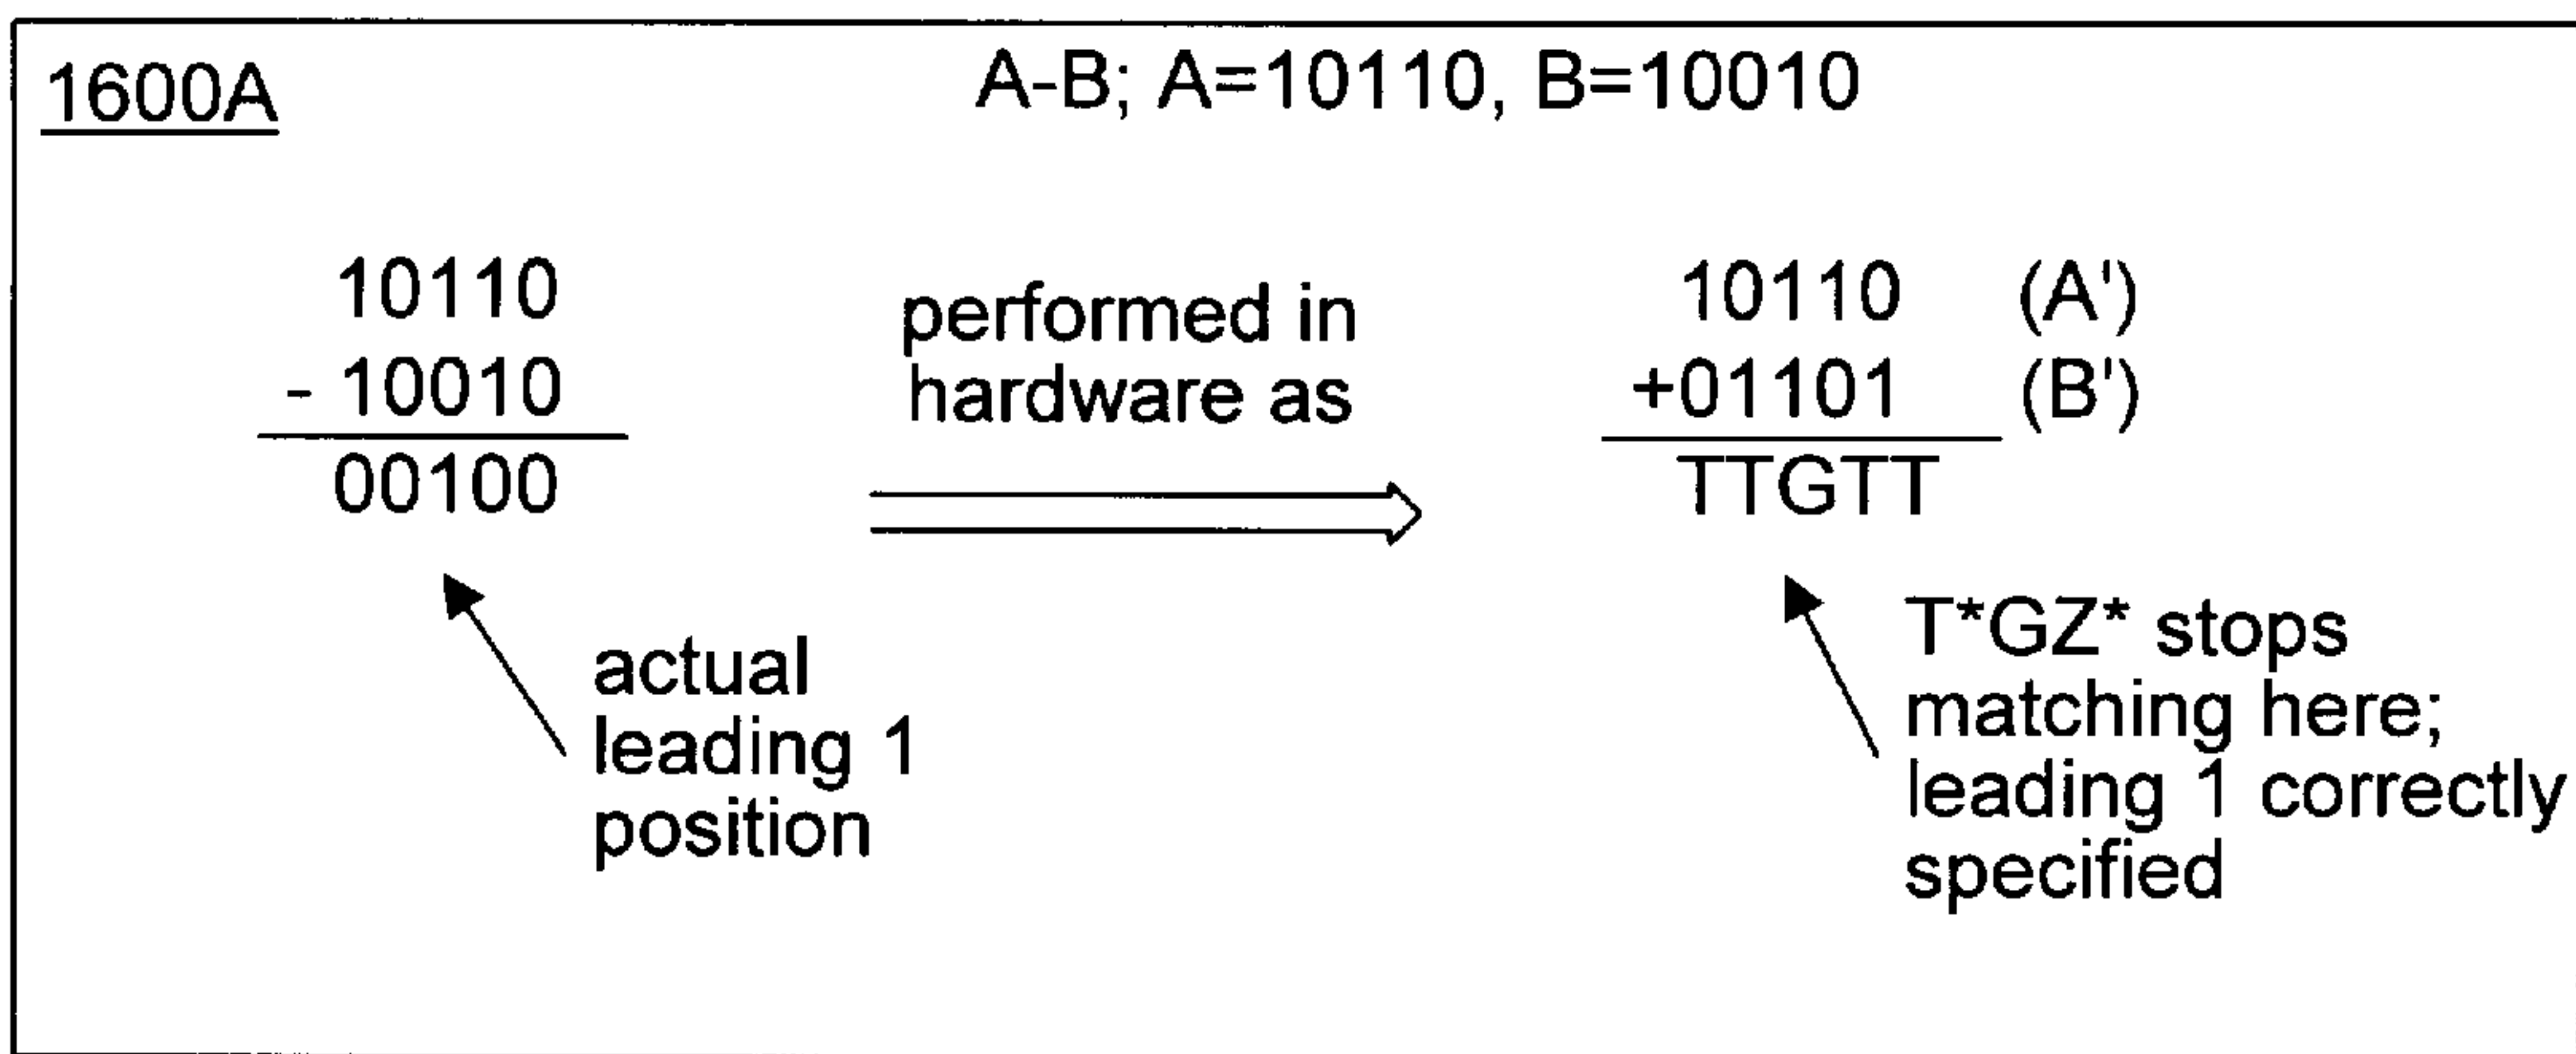 1600A
A-B; A=10110, B=10010
10110
- 10010
00100
actual
leading 1
position
performed in
hardware as
10110 (A')
+01101 (B')
TTGTT
T*GZ* stops
matching here;
leading 1 correctly
specified